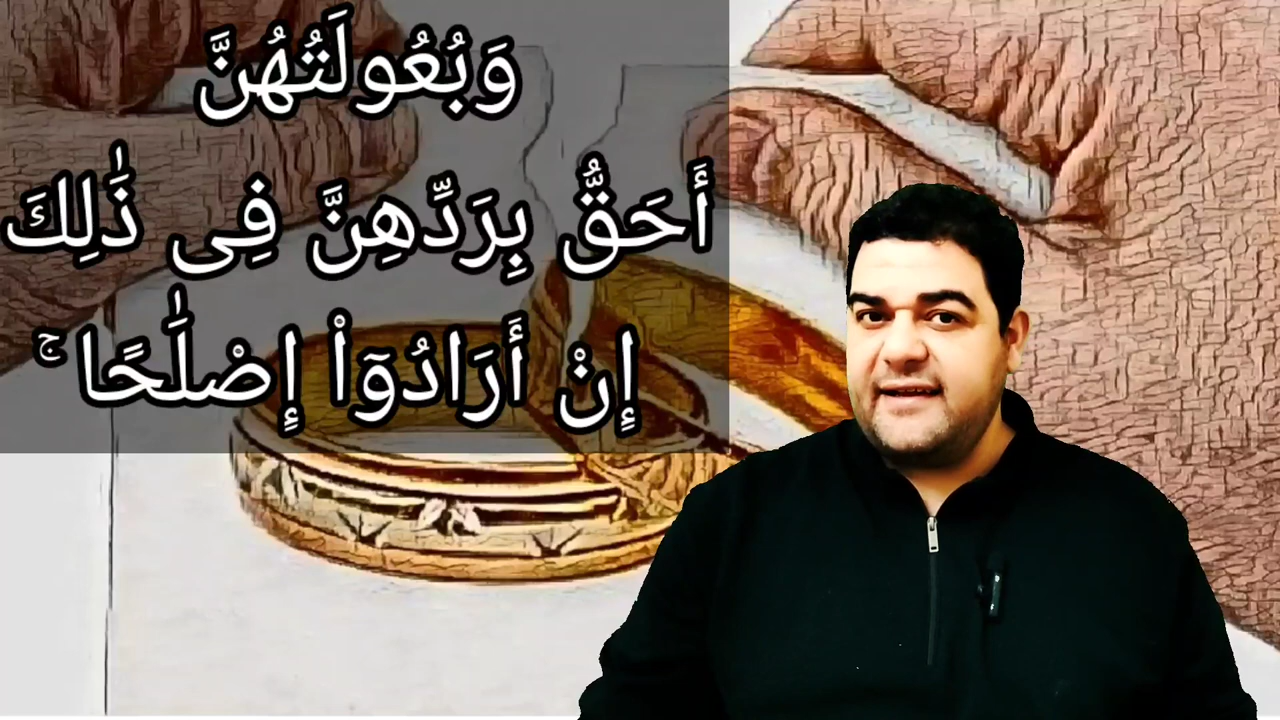 وَبُعُولَتُهُنَّ
أَحَقُّ بِرَدِّهِنَّ فِى ذَٰلِكَ
إِنْ أَرَادُوٓا۟ إِصْلَٰحًا ۚ